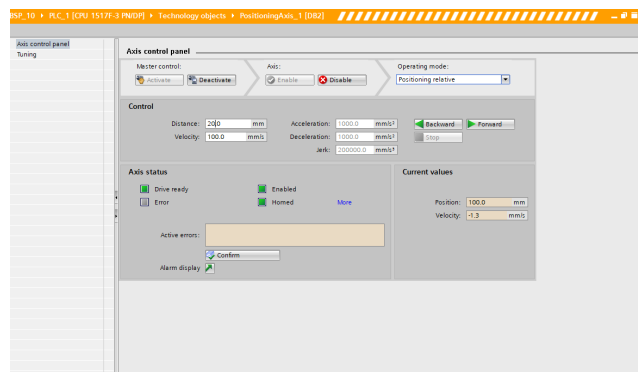 BSP_10 ▸ PLC_1 [CPU 1517F-3 PN/DP] ▸ Technology objects ▸ PositioningAxis_1 [DB2]
Axis control panel
Tuning
Axis control panel
Master control: Axis: Operating mode:
Activate Deactivate Enable Disable Positioning relative
Control
Distance: 20.0 mm Acceleration: 1000.0 mm/s² Backward Forward
Velocity: 100.0 mm/s Deceleration: 1000.0 mm/s² Stop
Jerk: 200000.0 mm/s³
Axis status Current values
Drive ready Enabled
Error Homed More Position: 100.0 mm
Velocity: -1.3 mm/s
Active errors:
Confirm
Alarm display